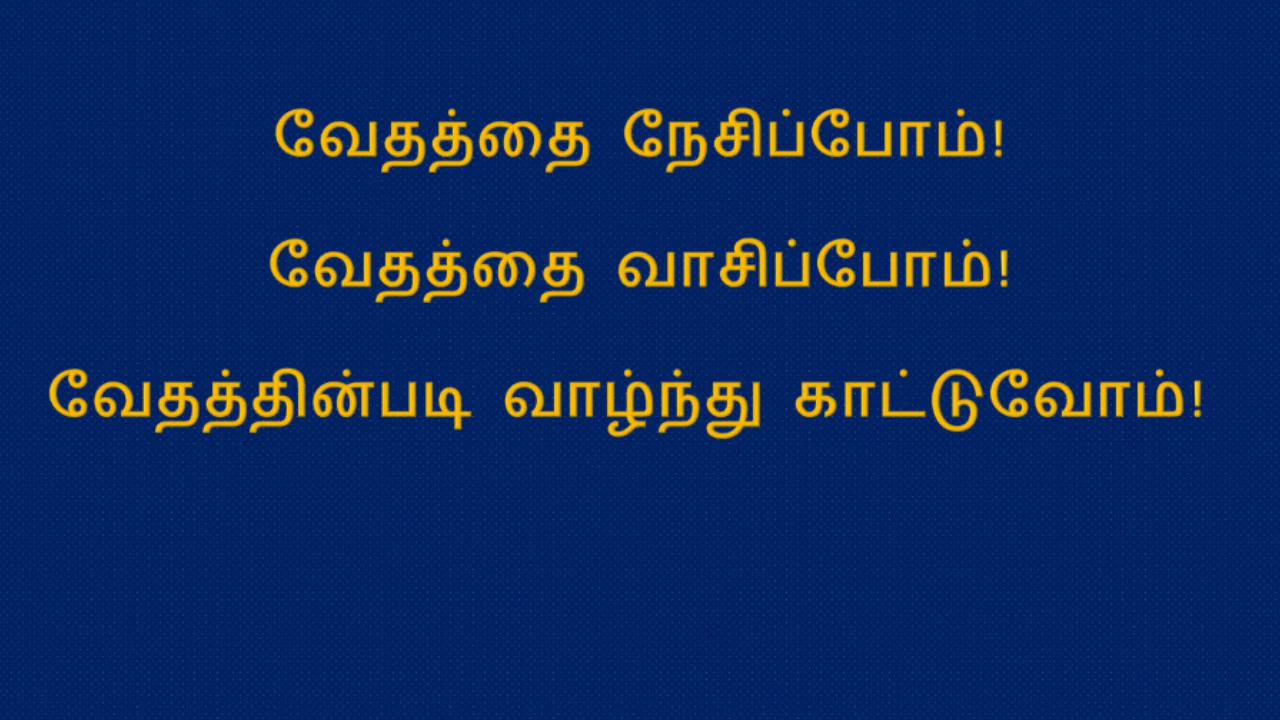 வேதத்தை நேசிப்போம்!
வேதத்தை வாசிப்போம்!
வேதத்தின்படி வாழ்ந்து காட்டுவோம்!